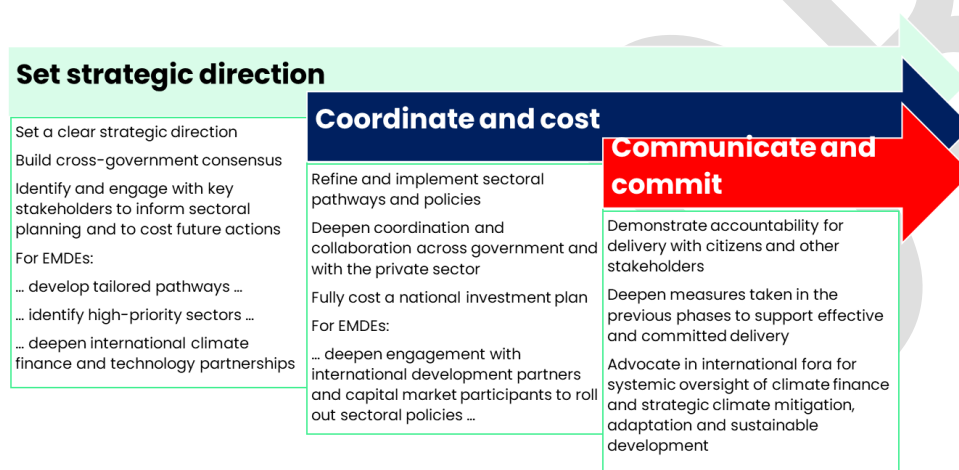 Set strategic direction
Set a clear strategic direction
Build cross-government consensus
Identify and engage with key
stakeholders to inform sectoral
planning and to cost future actions
For EMDEs:
… develop tailored pathways …
… identify high-priority sectors …
… deepen international climate
finance and technology partnerships
Coordinate and cost
Refine and implement sectoral
pathways and policies
Deepen coordination and
collaboration across government and
with the private sector
Fully cost a national investment plan
For EMDEs:
… deepen engagement with
international development partners
and capital market participants to roll
out sectoral policies …
Communicate and
commit
Demonstrate accountability for
delivery with citizens and other
stakeholders
Deepen measures taken in the
previous phases to support effective
and committed delivery
Advocate in international fora for
systemic oversight of climate finance
and strategic climate mitigation,
adaptation and sustainable
development